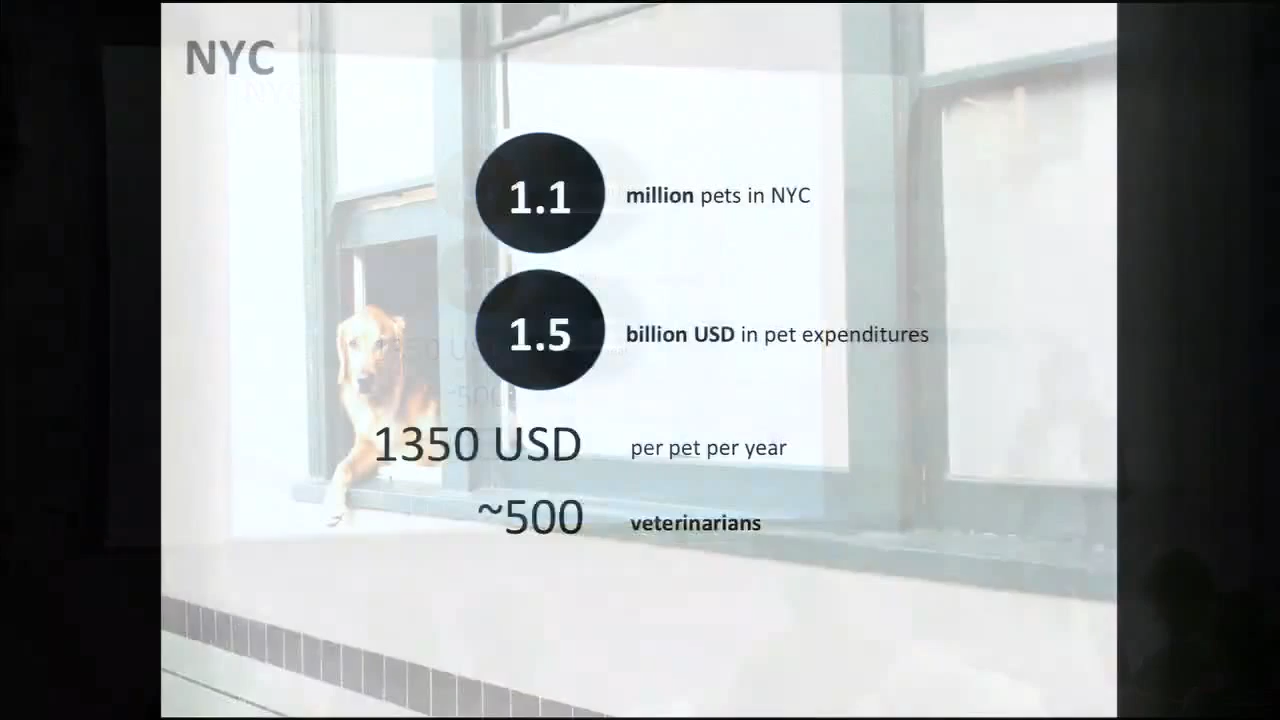 NYC
1.1 million pets in NYC
1.5 billion USD in pet expenditures
1350 USD per pet per year
~500 veterinarians